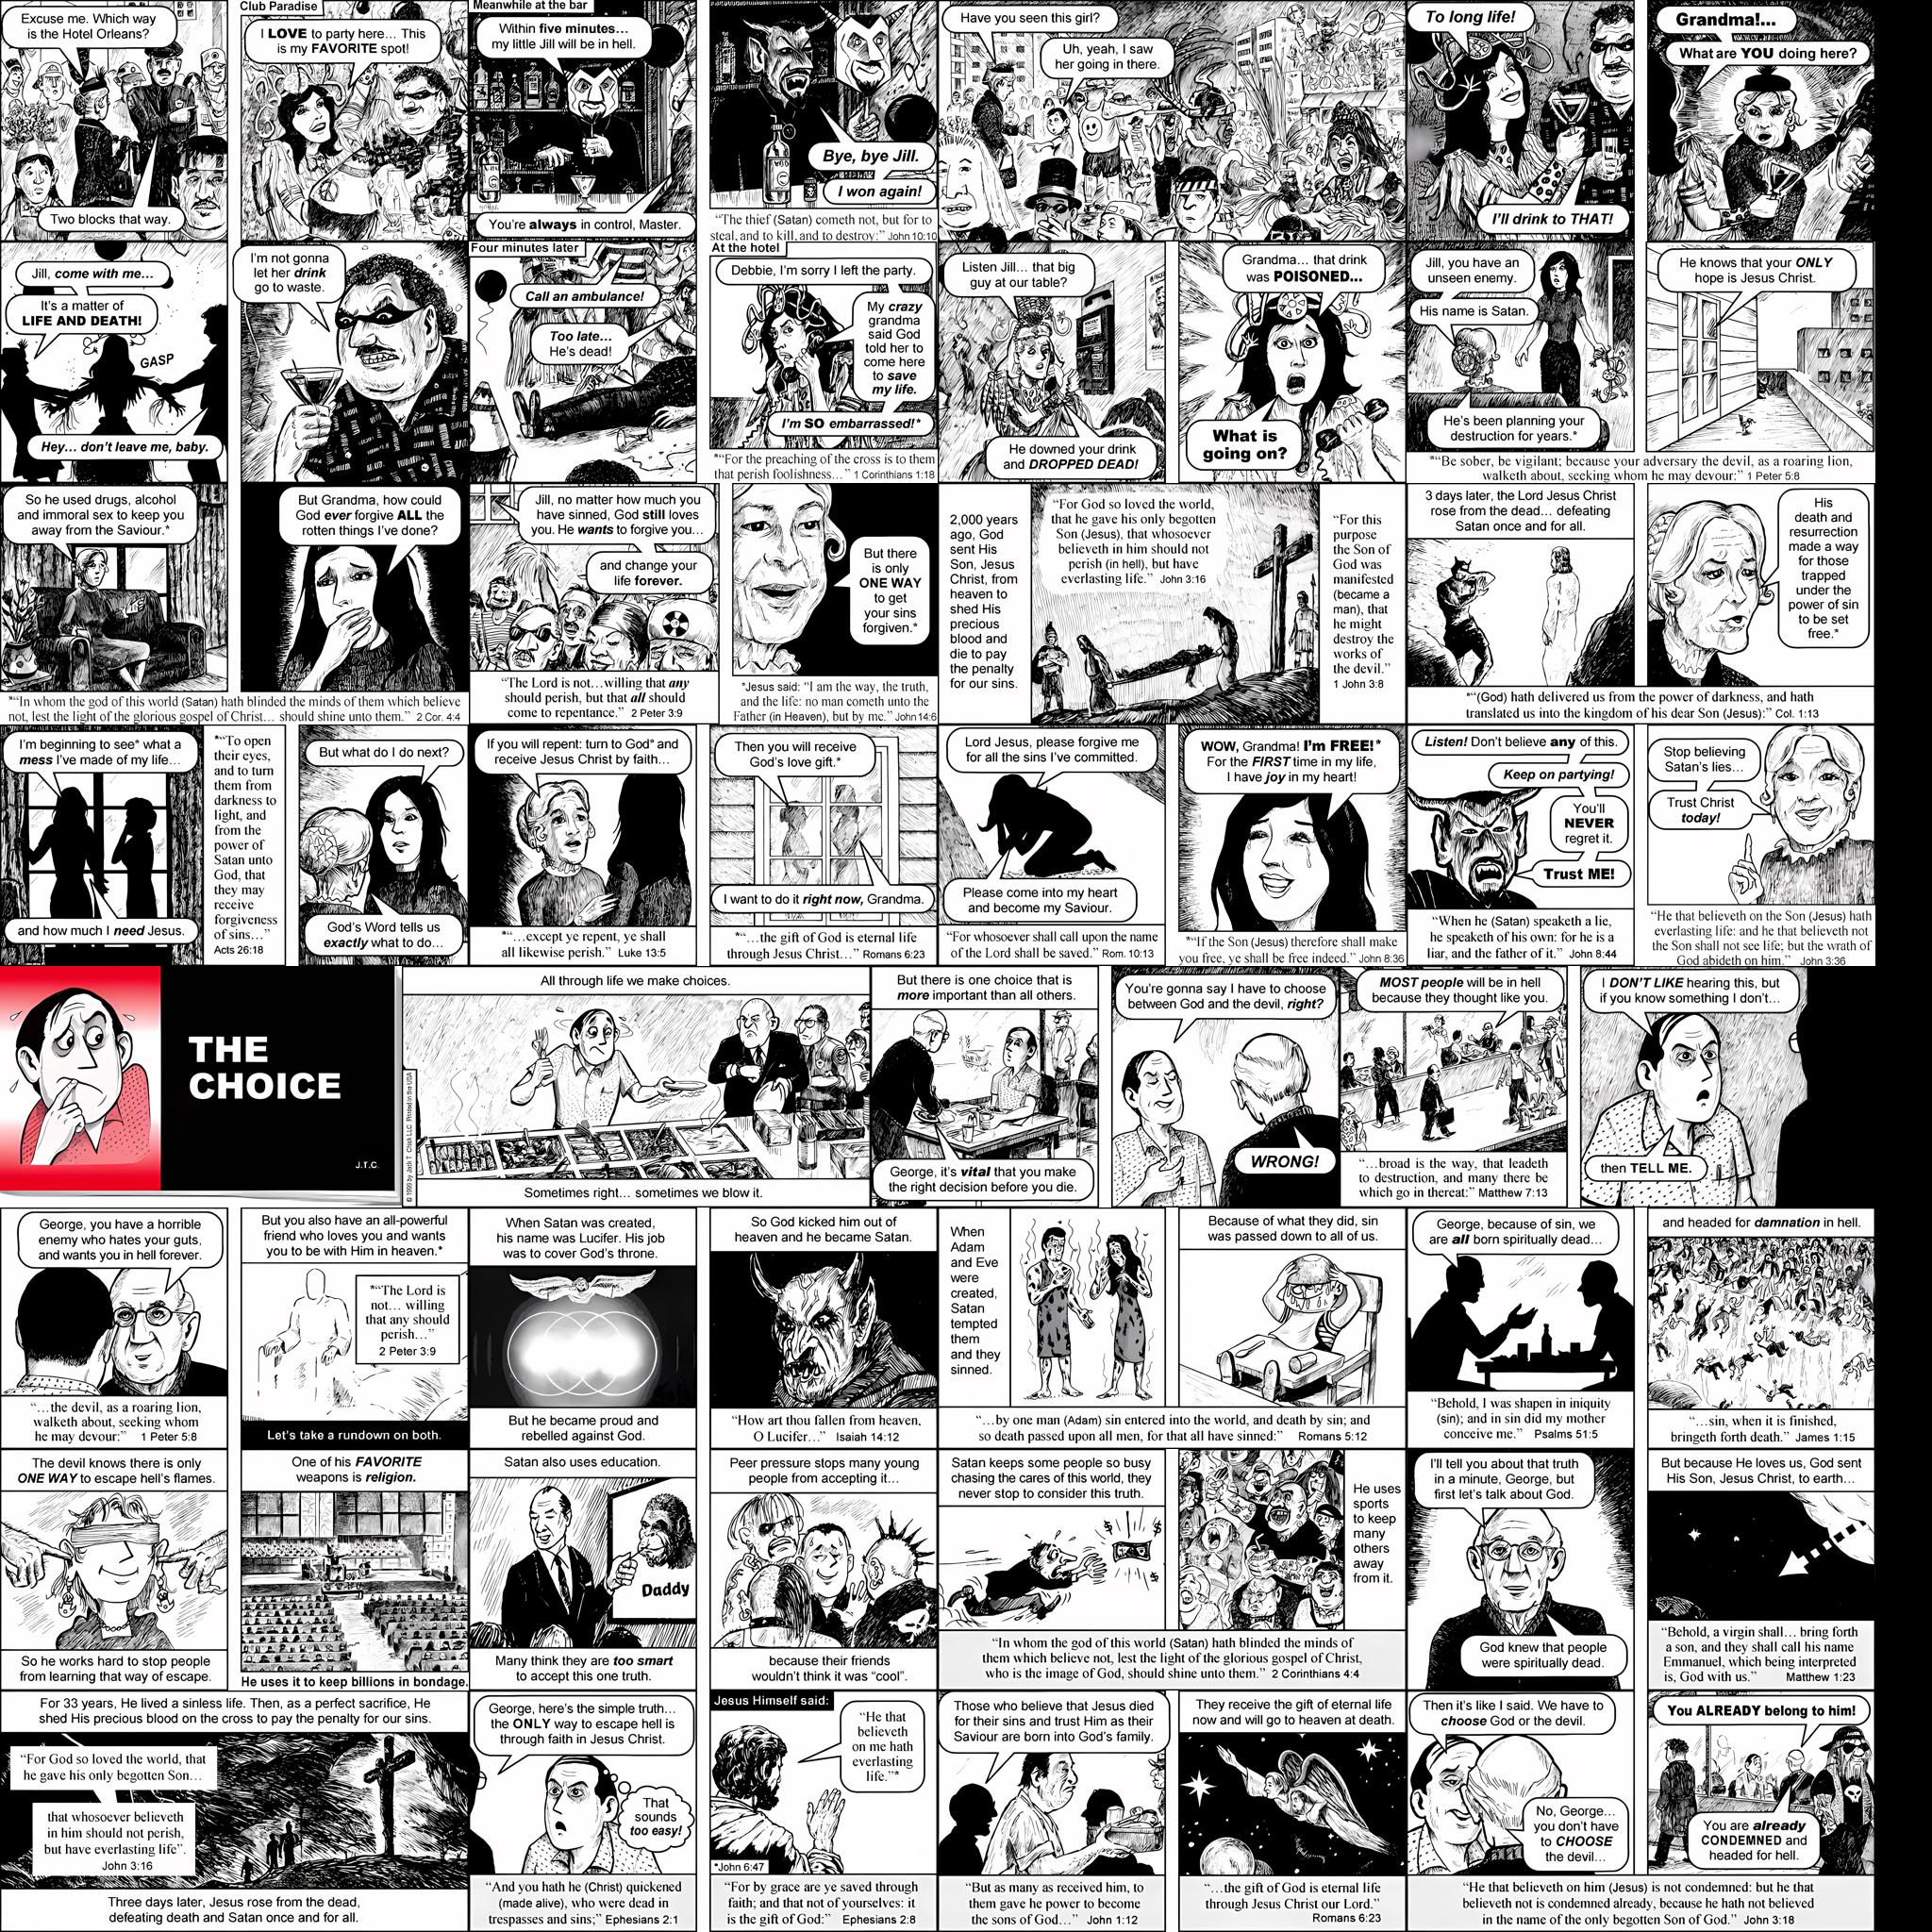 Excuse me. Which way
is the Hotel Orleans?
Two blocks that way.
Club Paradise
I LOVE to party here... This
is my FAVORITE spot!
Meanwhile at the bar
Within five minutes...
my little Jill will be in hell.
You're always in control, Master.
Bye, bye Jill.
I won again!
“The thief (Satan) cometh not, but for to
steal, and to kill, and to destroy:” John 10:10
Have you seen this girl?
Uh, yeah, I saw
her going in there.
To long life!
I'll drink to THAT!
Grandma!...
What are YOU doing here?
Jill, come with me...
It's a matter of
LIFE AND DEATH!
GASP
Hey... don't leave me, baby.
I'm not gonna
let her drink
go to waste.
Four minutes later
Call an ambulance!
Too late...
He's dead!
At the hotel
Debbie, I'm sorry I left the party.
My crazy
grandma
said God
told her to
come here
to save
my life.
I'm SO embarrassed!*
*“For the preaching of the cross is to them
that perish foolishness...” 1 Corinthians 1:18
Listen Jill... that big
guy at our table?
He downed your drink
and DROPPED DEAD!
Grandma... that drink
was POISONED...
What is
going on?
Jill, you have an
unseen enemy.
His name is Satan.
He's been planning your
destruction for years.*
He knows that your ONLY
hope is Jesus Christ.
*“Be sober, be vigilant; because your adversary the devil, as a roaring lion,
walketh about, seeking whom he may devour:” 1 Peter 5:8
So he used drugs, alcohol
and immoral sex to keep you
away from the Saviour.*
But Grandma, how could
God ever forgive ALL the
rotten things I've done?
*“In whom the god of this world (Satan) hath blinded the minds of them which believe
not, lest the light of the glorious gospel of Christ... should shine unto them.” 2 Cor. 4:4
Jill, no matter how much you
have sinned, God still loves
you. He wants to forgive you...
and change your
life forever.
“The Lord is not...willing that any
should perish, but that all should
come to repentance.” 2 Peter 3:9
But there
is only
ONE WAY
to get
your sins
forgiven.*
*Jesus said: “I am the way, the truth,
and the life: no man cometh unto the
Father (in Heaven), but by me.” John 14:6
2,000 years
ago, God
sent His
Son, Jesus
Christ, from
heaven to
shed His
precious
blood and
die to pay
the penalty
for our sins.
“For God so loved the world,
that he gave his only begotten
Son (Jesus), that whosoever
believeth in him should not
perish (in hell), but have
everlasting life.” John 3:16
“For this
purpose
the Son of
God was
manifested
(became a
man), that
he might
destroy the
works of
the devil.”
1 John 3:8
3 days later, the Lord Jesus Christ
rose from the dead... defeating
Satan once and for all.
His
death and
resurrection
made a way
for those
trapped
under the
power of sin
to be set
free.*
*“(God) hath delivered us from the power of darkness, and hath
translated us into the kingdom of his dear Son (Jesus):” Col. 1:13
I'm beginning to see* what a
mess I've made of my life...
and how much I need Jesus.
*“To open
their eyes,
and to turn
them from
darkness to
light, and
from the
power of
Satan unto
God, that
they may
receive
forgiveness
of sins...”
Acts 26:18
But what do I do next?
God's Word tells us
exactly what to do...
If you will repent: turn to God* and
receive Jesus Christ by faith...
*“...except ye repent, ye shall
all likewise perish.” Luke 13:5
Then you will receive
God's love gift.*
I want to do it right now, Grandma.
*“...the gift of God is eternal life
through Jesus Christ...” Romans 6:23
Lord Jesus, please forgive me
for all the sins I've committed.
Please come into my heart
and become my Saviour.
“For whosoever shall call upon the name
of the Lord shall be saved.” Rom. 10:13
WOW, Grandma! I'm FREE!*
For the FIRST time in my life,
I have joy in my heart!
*“If the Son (Jesus) therefore shall make
you free, ye shall be free indeed.” John 8:36
Listen! Don't believe any of this.
Keep on partying!
You'll
NEVER
regret it.
Trust ME!
“When he (Satan) speaketh a lie,
he speaketh of his own: for he is a
liar, and the father of it.” John 8:44
Stop believing
Satan's lies...
Trust Christ
today!
“He that believeth on the Son (Jesus) hath
everlasting life: and he that believeth not
the Son shall not see life; but the wrath of
God abideth on him.” John 3:36
THE
CHOICE
J.T.C.
© 1999 by Jack T. Chick LLC Printed in the USA
All through life we make choices.
Sometimes right... sometimes we blow it.
But there is one choice that is
more important than all others.
George, it's vital that you make
the right decision before you die.
You're gonna say I have to choose
between God and the devil, right?
WRONG!
MOST people will be in hell
because they thought like you.
“...broad is the way, that leadeth
to destruction, and many there be
which go in thereat:” Matthew 7:13
I DON'T LIKE hearing this, but
if you know something I don't...
then TELL ME.
George, you have a horrible
enemy who hates your guts,
and wants you in hell forever.
“...the devil, as a roaring lion,
walketh about, seeking whom
he may devour:” 1 Peter 5:8
But you also have an all-powerful
friend who loves you and wants
you to be with Him in heaven.*
*“The Lord is
not... willing
that any should
perish...”
2 Peter 3:9
Let's take a rundown on both.
When Satan was created,
his name was Lucifer. His job
was to cover God's throne.
But he became proud and
rebelled against God.
So God kicked him out of
heaven and he became Satan.
“How art thou fallen from heaven,
O Lucifer...” Isaiah 14:12
When
Adam
and Eve
were
created,
Satan
tempted
them
and they
sinned.
Because of what they did, sin
was passed down to all of us.
“...by one man (Adam) sin entered into the world, and death by sin; and
so death passed upon all men, for that all have sinned:” Romans 5:12
George, because of sin, we
are all born spiritually dead...
“Behold, I was shapen in iniquity
(sin); and in sin did my mother
conceive me.” Psalms 51:5
and headed for damnation in hell.
“...sin, when it is finished,
bringeth forth death.” James 1:15
The devil knows there is only
ONE WAY to escape hell's flames.
So he works hard to stop people
from learning that way of escape.
One of his FAVORITE
weapons is religion.
He uses it to keep billions in bondage.
Satan also uses education.
Daddy
Many think they are too smart
to accept this one truth.
Peer pressure stops many young
people from accepting it...
because their friends
wouldn't think it was “cool”.
Satan keeps some people so busy
chasing the cares of this world, they
never stop to consider this truth.
$ $ $
He uses
sports
to keep
many
others
away
from it.
“In whom the god of this world (Satan) hath blinded the minds of
them which believe not, lest the light of the glorious gospel of Christ,
who is the image of God, should shine unto them.” 2 Corinthians 4:4
I'll tell you about that truth
in a minute, George, but
first let's talk about God.
God knew that people
were spiritually dead.
But because He loves us, God sent
His Son, Jesus Christ, to earth...
“Behold, a virgin shall... bring forth
a son, and they shall call his name
Emmanuel, which being interpreted
is, God with us.” Matthew 1:23
For 33 years, He lived a sinless life. Then, as a perfect sacrifice, He
shed His precious blood on the cross to pay the penalty for our sins.
“For God so loved the world, that
he gave his only begotten Son...
that whosoever believeth
in him should not perish,
but have everlasting life”.
John 3:16
Three days later, Jesus rose from the dead,
defeating death and Satan once and for all.
George, here's the simple truth...
the ONLY way to escape hell is
through faith in Jesus Christ.
That
sounds
too easy!
“And you hath he (Christ) quickened
(made alive), who were dead in
trespasses and sins;” Ephesians 2:1
Jesus Himself said:
“He that
believeth
on me hath
everlasting
life.”*
*John 6:47
“For by grace are ye saved through
faith; and that not of yourselves: it
is the gift of God:” Ephesians 2:8
Those who believe that Jesus died
for their sins and trust Him as their
Saviour are born into God's family.
“But as many as received him, to
them gave he power to become
the sons of God...” John 1:12
They receive the gift of eternal life
now and will go to heaven at death.
“...the gift of God is eternal life
through Jesus Christ our Lord.”
Romans 6:23
Then it's like I said. We have to
choose God or the devil.
No, George...
you don't have
to CHOOSE
the devil...
You ALREADY belong to him!
You are already
CONDEMNED and
headed for hell.
“He that believeth on him (Jesus) is not condemned: but he that
believeth not is condemned already, because he hath not believed
in the name of the only begotten Son of God.” John 3:18